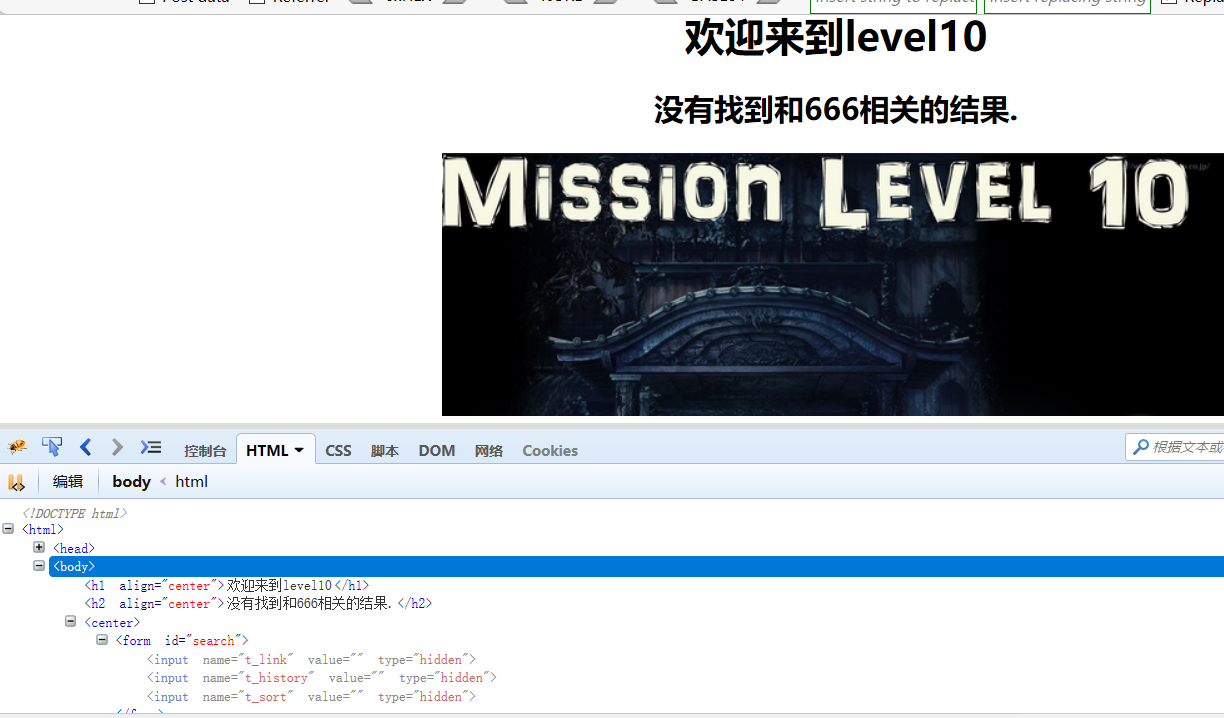 Post data Referrer
Insert string to replace Insert replacing string
欢迎来到level10
没有找到和666相关的结果.
MISSION LEVEL 10
控制台 HTML CSS 脚本 DOM 网络 Cookies 根据文本或
编辑 body < html
<!DOCTYPE html>
<html>
<head>
<body>
<h1 align="center">欢迎来到level10</h1>
<h2 align="center">没有找到和666相关的结果.</h2>
<center>
<form id="search">
<input name="t_link" value="" type="hidden">
<input name="t_history" value="" type="hidden">
<input name="t_sort" value="" type="hidden">